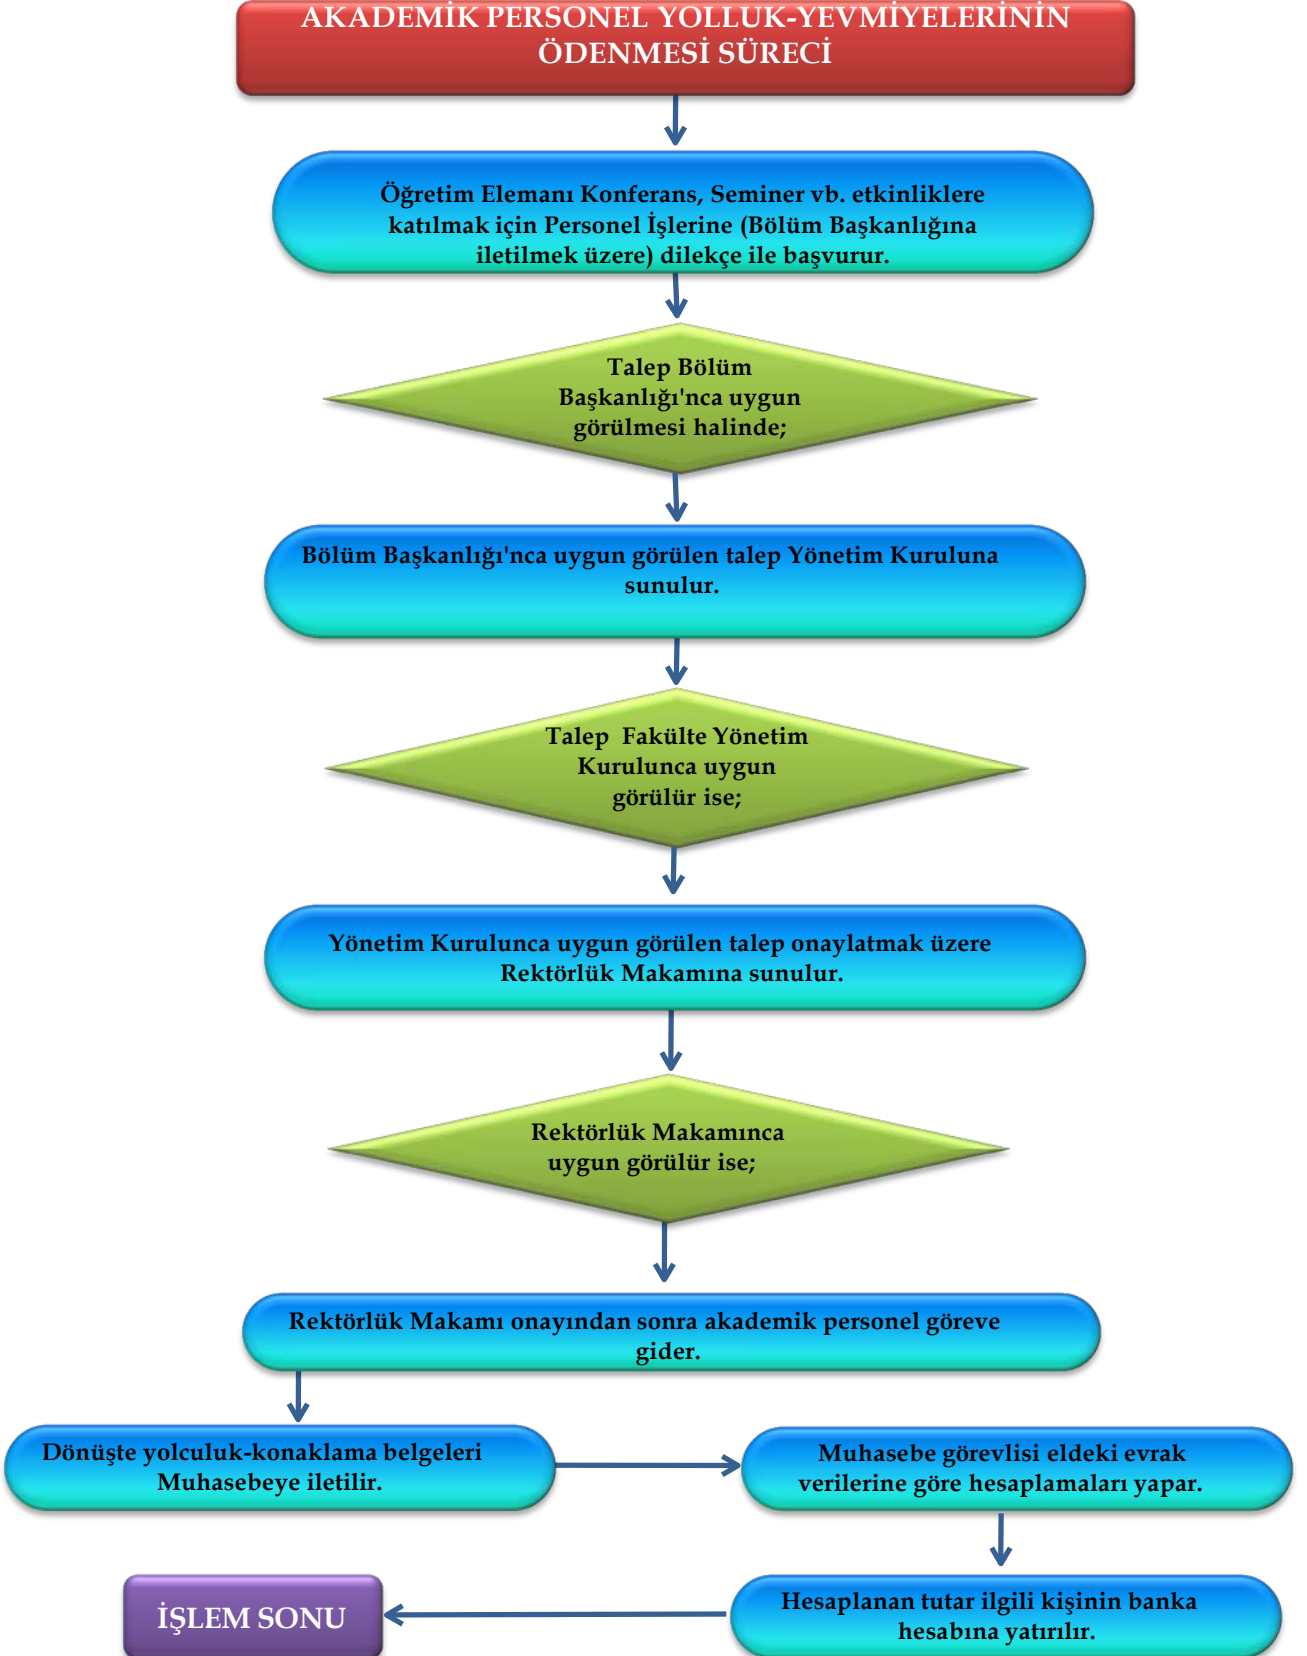 AKADEMİK PERSONEL YOLLUK-YEVMİYELERİNİN
ÖDENMESİ SÜRECİ
Öğretim Elemanı Konferans, Seminer vb. etkinliklere
katılmak için Personel İşlerine (Bölüm Başkanlığına
iletilmek üzere) dilekçe ile başvurur.
Talep Bölüm
Başkanlığı'nca uygun
görülmesi halinde;
Bölüm Başkanlığı'nca uygun görülen talep Yönetim Kuruluna
sunulur.
Talep Fakülte Yönetim
Kurulunca uygun
görülür ise;
Yönetim Kurulunca uygun görülen talep onaylatmak üzere
Rektörlük Makamına sunulur.
Rektörlük Makamınca
uygun görülür ise;
Rektörlük Makamı onayından sonra akademik personel göreve
gider.
Dönüşte yolculuk-konaklama belgeleri
Muhasebeye iletilir.
Muhasebe görevlisi eldeki evrak
verilerine göre hesaplamaları yapar.
Hesaplanan tutar ilgili kişinin banka
hesabına yatırılır.
İŞLEM SONU